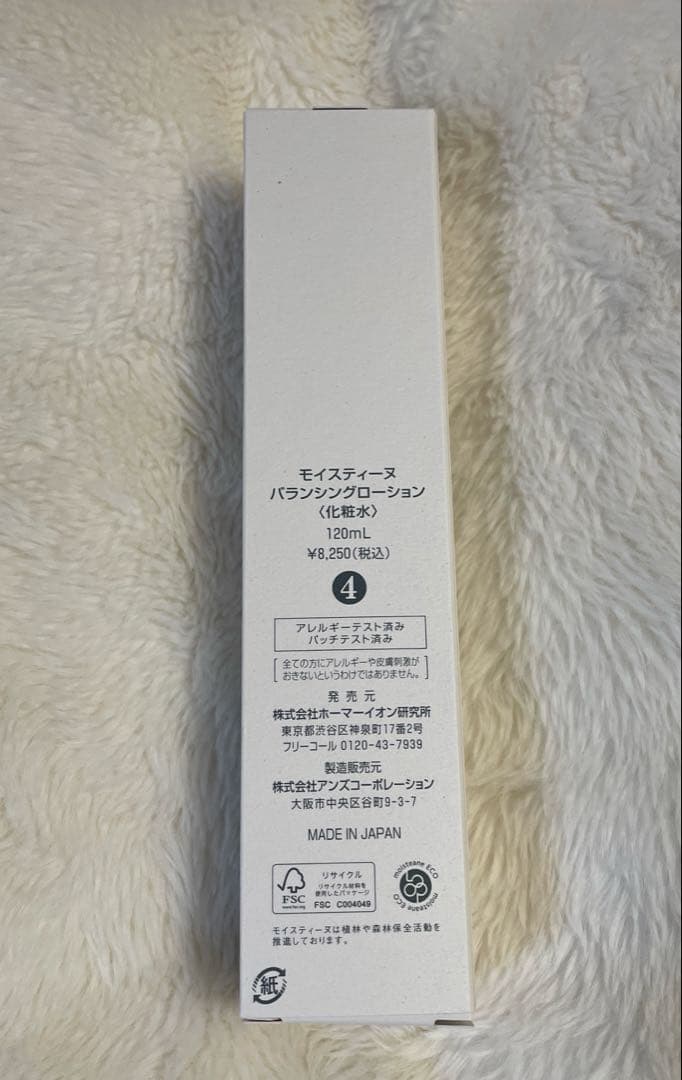 モイスティーヌ
バランシングローション
〈化粧水〉
120mL
¥8,250(税込)
4
アレルギーテスト済み
パッチテスト済み
[全ての方にアレルギーや皮膚刺激が
おきないというわけではありません。]
発売元
株式会社ホーマーイオン研究所
東京都渋谷区神泉町17番2号
フリーコール 0120-43-7939
製造販売元
株式会社アンズコーポレーション
大阪市中央区谷町9-3-7
MADE IN JAPAN
FSC
www.fsc.org
リサイクル
リサイクル材料を
使用したパッケージ
FSC C004049
moisteane ECO
moisteane ECO
モイスティーヌは植林や森林保全活動を
推進しております。
紙